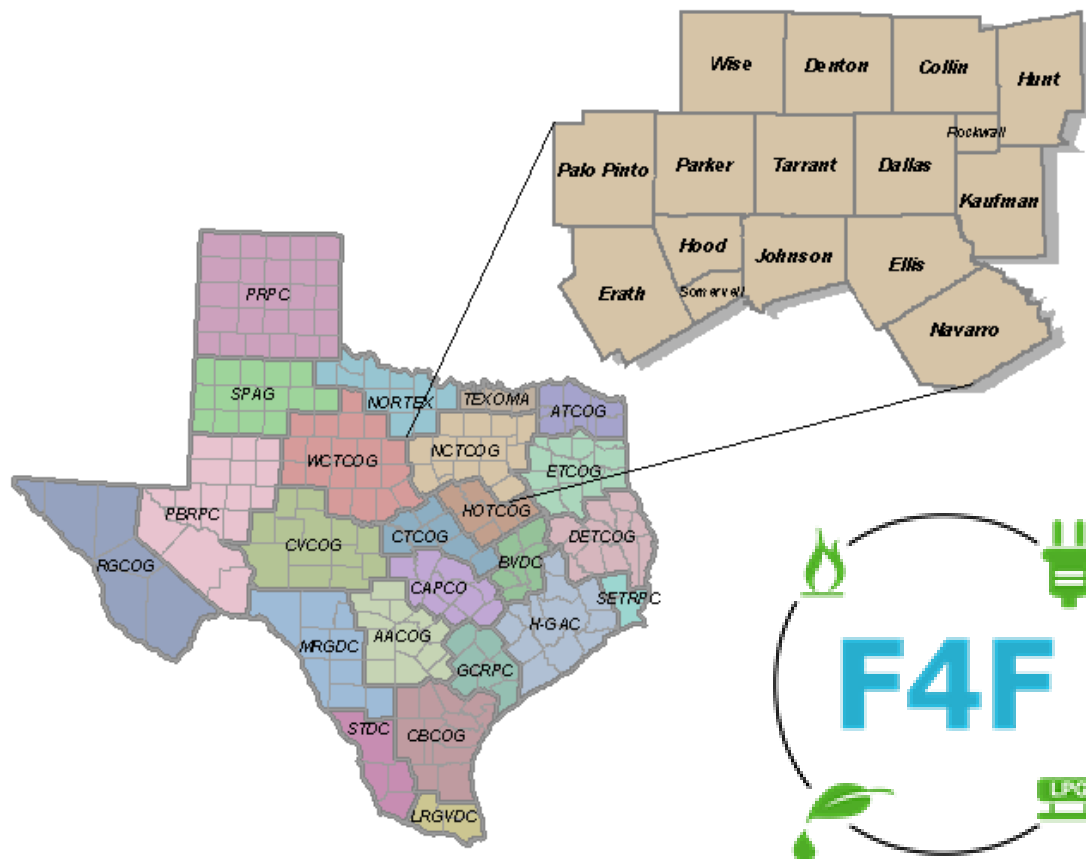 Wise
Denton
Collin
Hunt
Rockwall
Palo Pinto
Parker
Tarrant
Dallas
Kaufman
Hood
Johnson
Ellis
Erath
Somervell
Navarro
PRPC
SPAG
NORTEX
TEXOMA
ATCOG
WCTCOG
NCTCOG
ETCOG
PBRPC
HOTCOG
RGCOG
CVCOG
CTCOG
BVDC
DETCOG
CAPCO
SETRPC
MRGDC
AACOG
H-GAC
GCRPC
STDC
CBCOG
LRGVDC
F4F
LPG